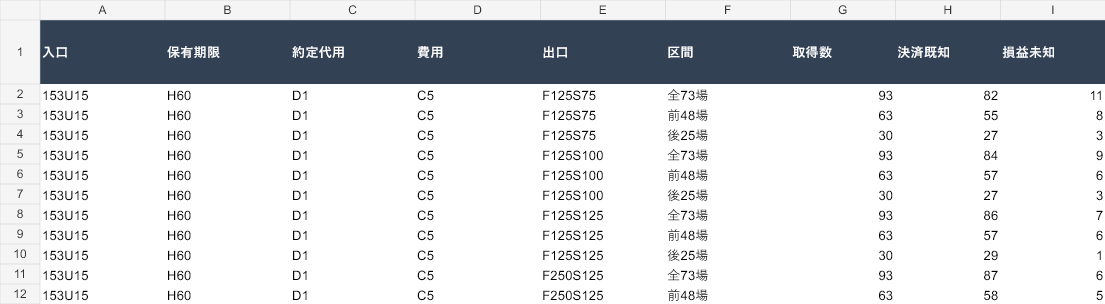 A B C D E F G H I
1 入口 保有期限 約定代用 費用 出口 区間 取得数 決済既知 損益未知
2 153U15 H60 D1 C5 F125S75 全73場 93 82 11
3 153U15 H60 D1 C5 F125S75 前48場 63 55 8
4 153U15 H60 D1 C5 F125S75 後25場 30 27 3
5 153U15 H60 D1 C5 F125S100 全73場 93 84 9
6 153U15 H60 D1 C5 F125S100 前48場 63 57 6
7 153U15 H60 D1 C5 F125S100 後25場 30 27 3
8 153U15 H60 D1 C5 F125S125 全73場 93 86 7
9 153U15 H60 D1 C5 F125S125 前48場 63 57 6
10 153U15 H60 D1 C5 F125S125 後25場 30 29 1
11 153U15 H60 D1 C5 F250S125 全73場 93 87 6
12 153U15 H60 D1 C5 F250S125 前48場 63 58 5